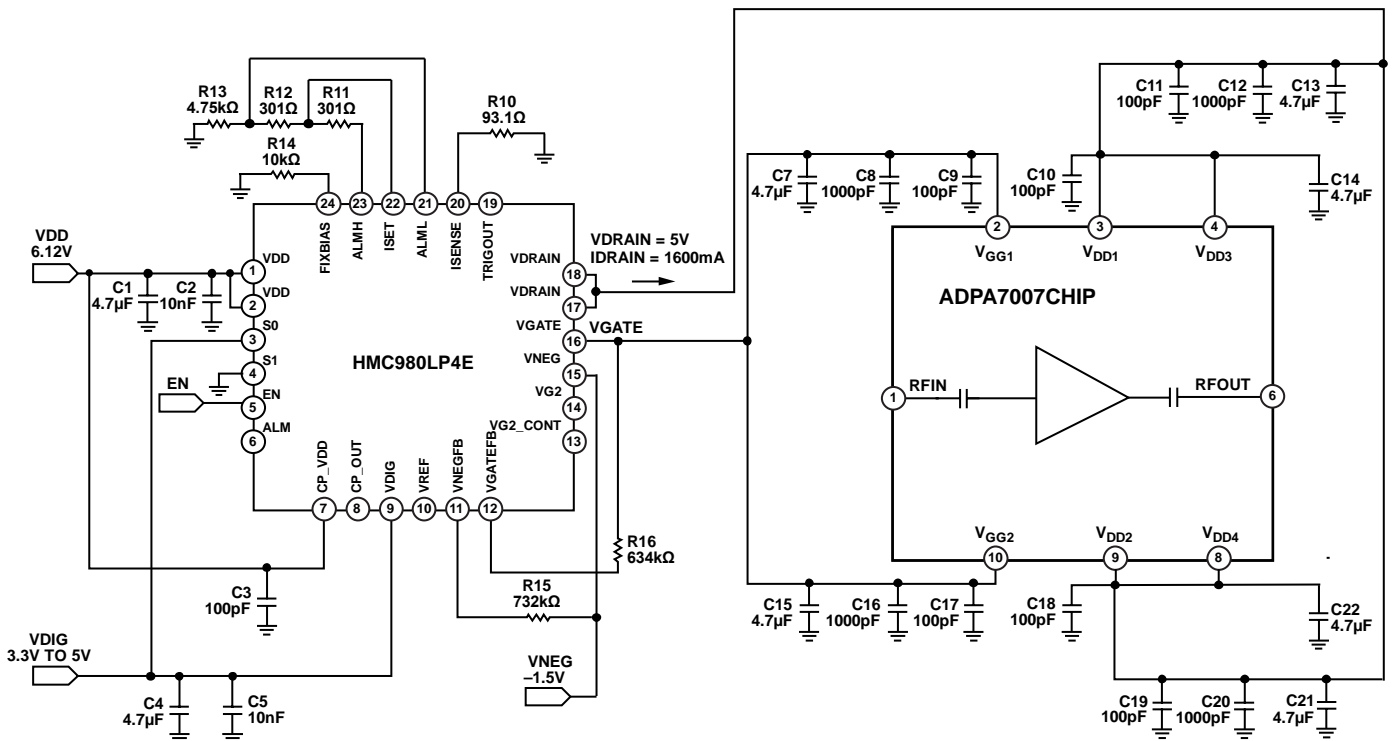 R13
4.75kΩ
R12
301Ω
R11
301Ω
R10
93.1Ω
R14
10kΩ
C11
100pF
C12
1000pF
C13
4.7µF
C7
4.7µF
C8
1000pF
C9
100pF
C10
100pF
C14
4.7µF
24
23
22
21
20
19
FIXBIAS
ALMH
ISET
ALML
ISENSE
TRIGOUT
VDD
6.12V
C1
4.7µF
C2
10nF
1
VDD
2
VDD
3
S0
4
S1
5
EN
6
ALM
EN
HMC980LP4E
VDRAIN
18
VDRAIN
17
VGATE
16
VNEG
15
VG2
14
VG2_CONT
13
VDRAIN = 5V
IDRAIN = 1600mA
VGATE
2
VGG1
3
VDD1
4
VDD3
ADPA7007CHIP
1
RFIN
RFOUT
6
CP_VDD
CP_OUT
VDIG
VREF
VNEGFB
VGATEFB
7
8
9
10
11
12
R16
634kΩ
R15
732kΩ
C3
100pF
VDIG
3.3V TO 5V
C4
4.7µF
C5
10nF
VNEG
–1.5V
VGG2
10
VDD2
9
VDD4
8
C15
4.7µF
C16
1000pF
C17
100pF
C18
100pF
C22
4.7µF
C19
100pF
C20
1000pF
C21
4.7µF